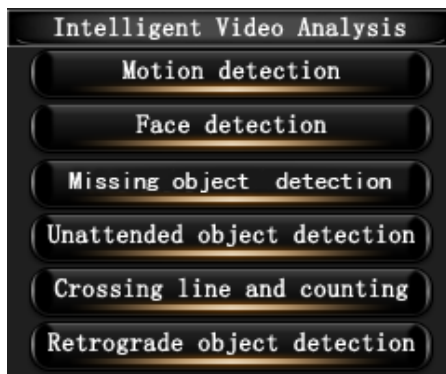 Intelligent Video Analysis
Motion detection
Face detection
Missing object detection
Unattended object detection
Crossing line and counting
Retrograde object detection